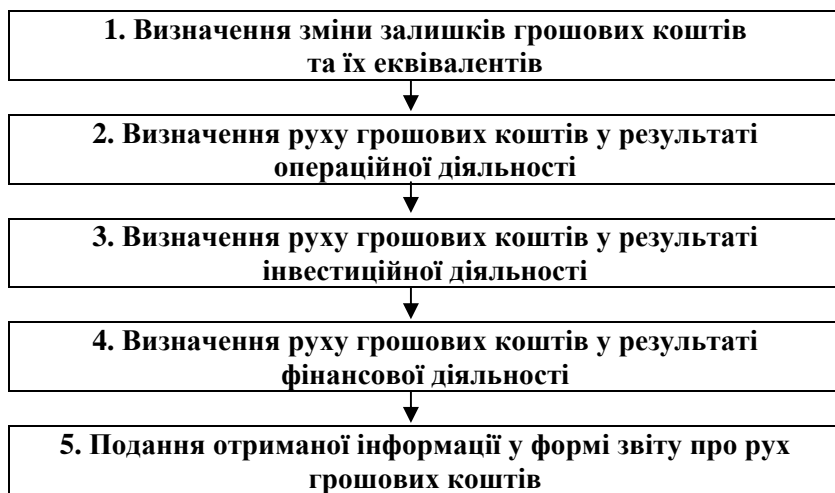 1. Визначення зміни залишків грошових коштів
та їх еквівалентів
2. Визначення руху грошових коштів у результаті
операційної діяльності
3. Визначення руху грошових коштів у результаті
інвестиційної діяльності
4. Визначення руху грошових коштів у результаті
фінансової діяльності
5. Подання отриманої інформації у формі звіту про рух
грошових коштів